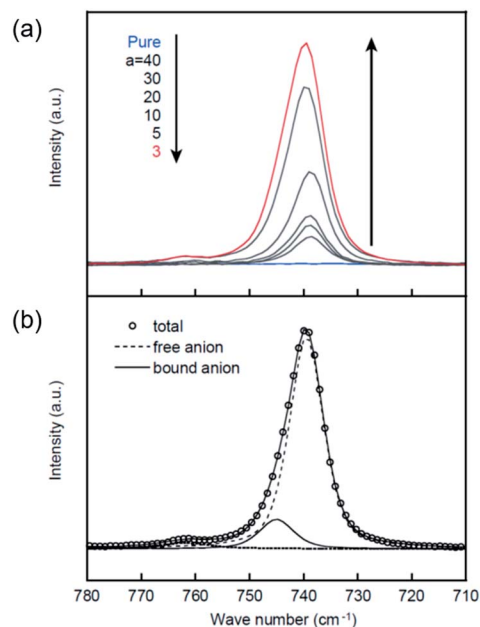 (a)
Pure
a=40
30
20
10
5
3
Intensity (a.u.)
(b)
total
free anion
bound anion
Intensity (a.u.)
780 770 760 750 740 730 720 710
Wave number (cm⁻¹)